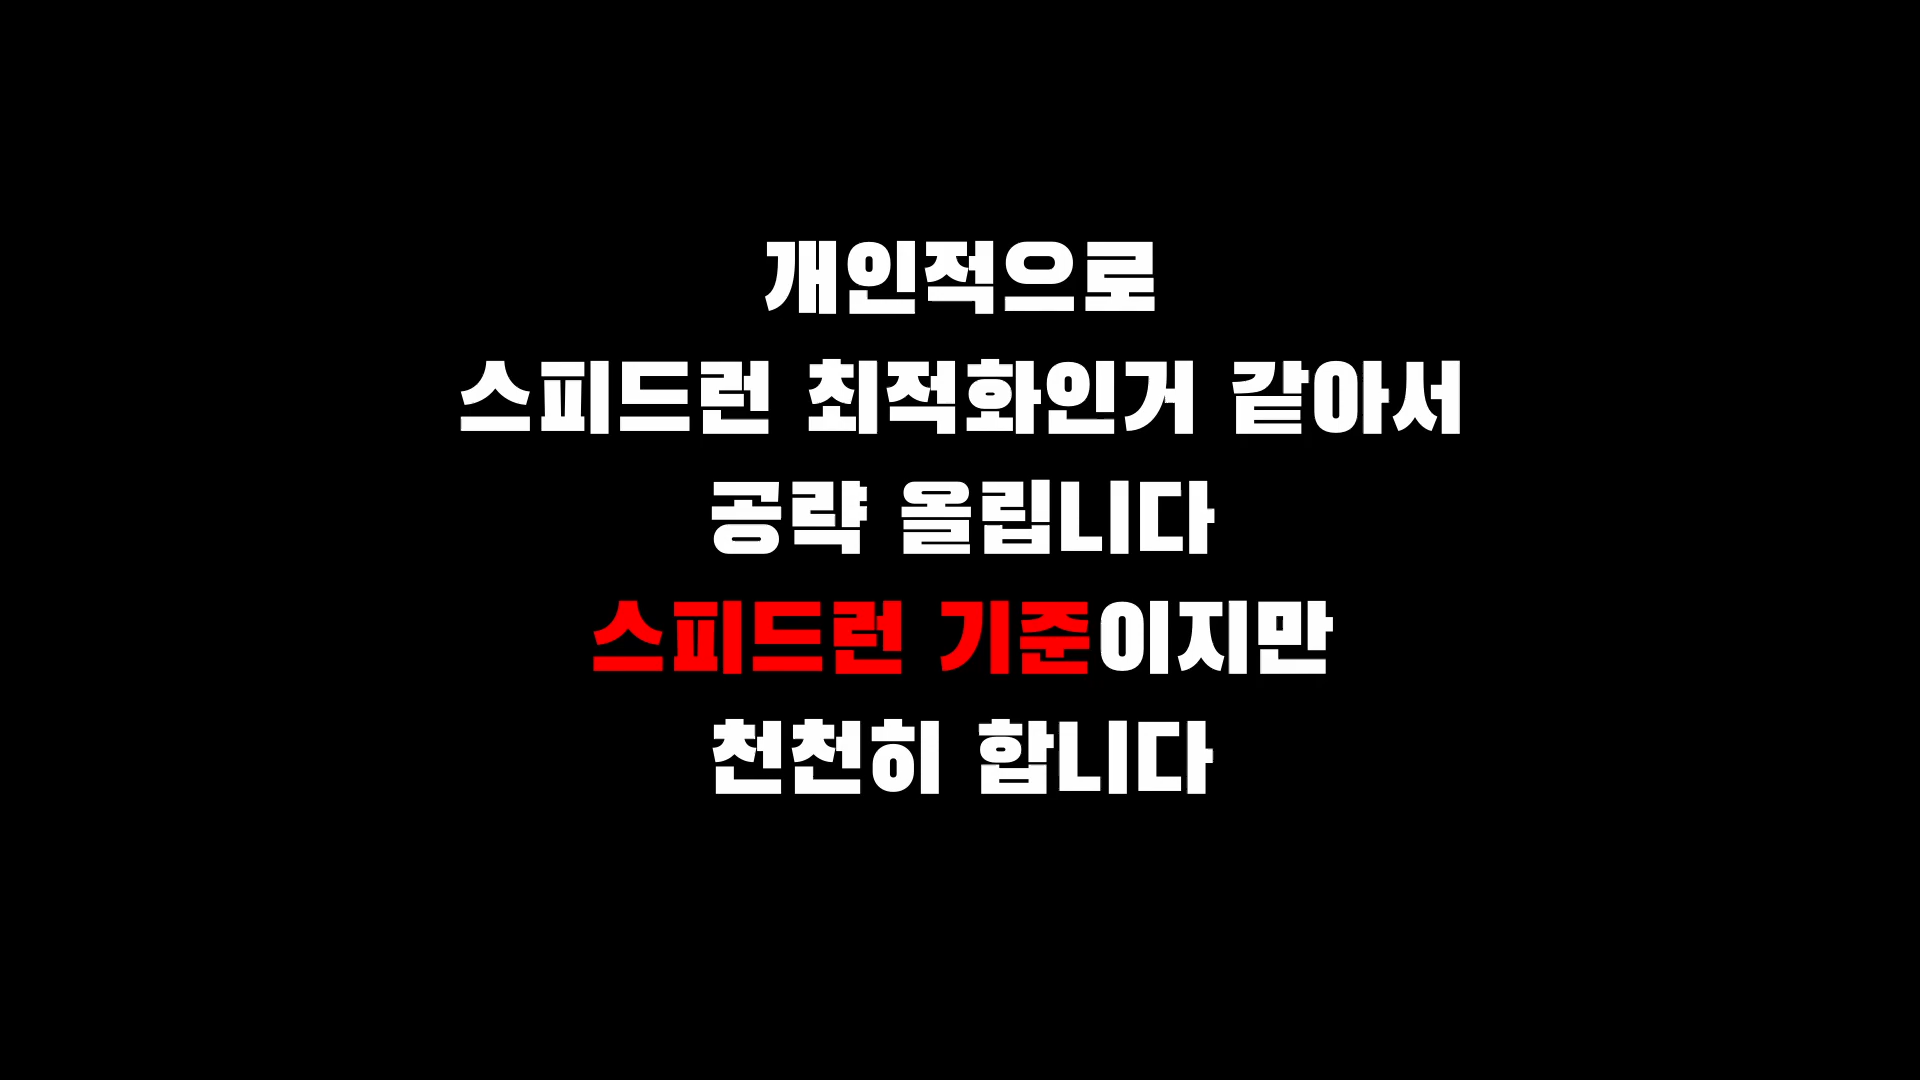 개인적으로
스피드런 최적화인거 같아서
공략 올립니다
스피드런 기준이지만
천천히 합니다